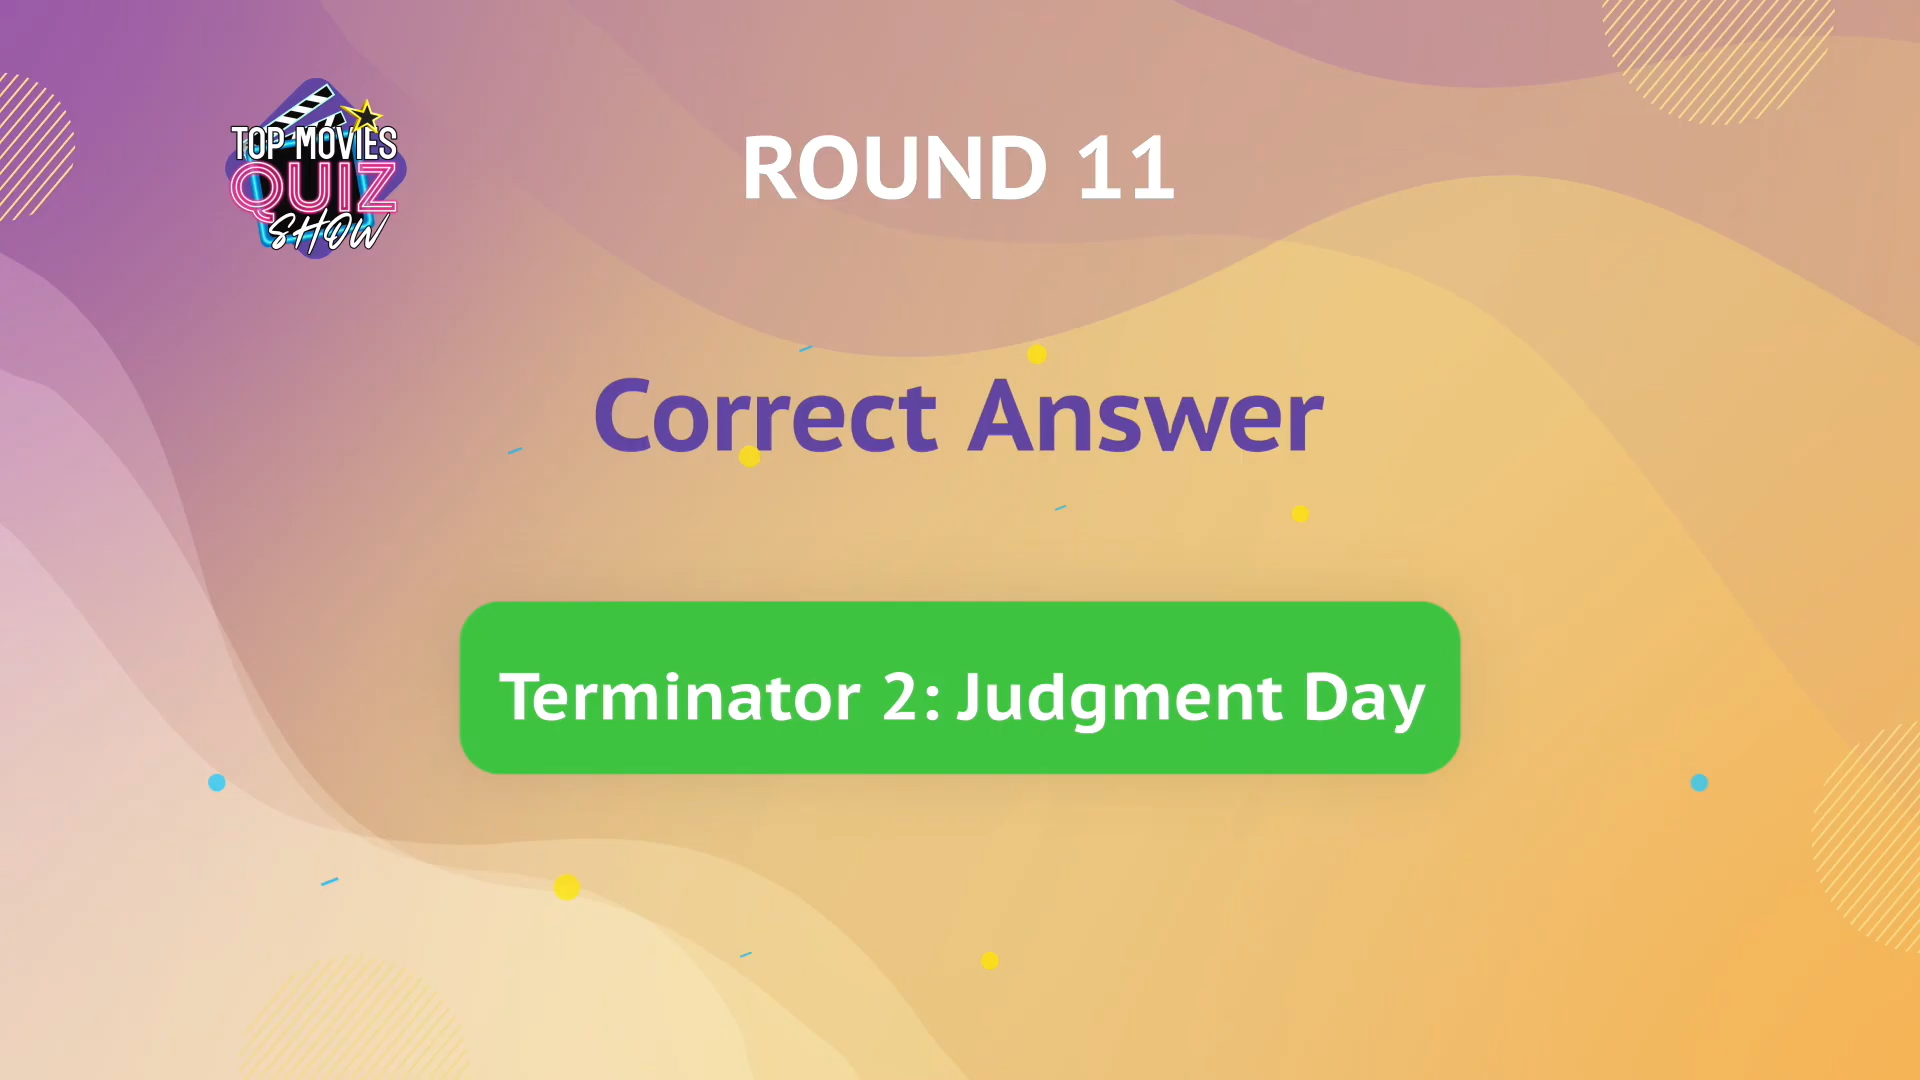 TOP MOVIES
QUIZ
SHOW
ROUND 11
Correct Answer
Terminator 2: Judgment Day